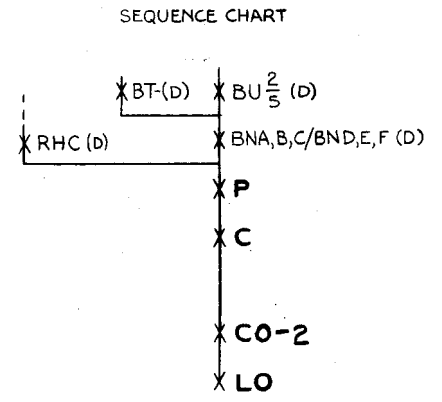 SEQUENCE CHART
BT-(D)
BU 2/5 (D)
RHC (D)
BNA,B,C/BND,E,F (D)
P
C
CO-2
LO